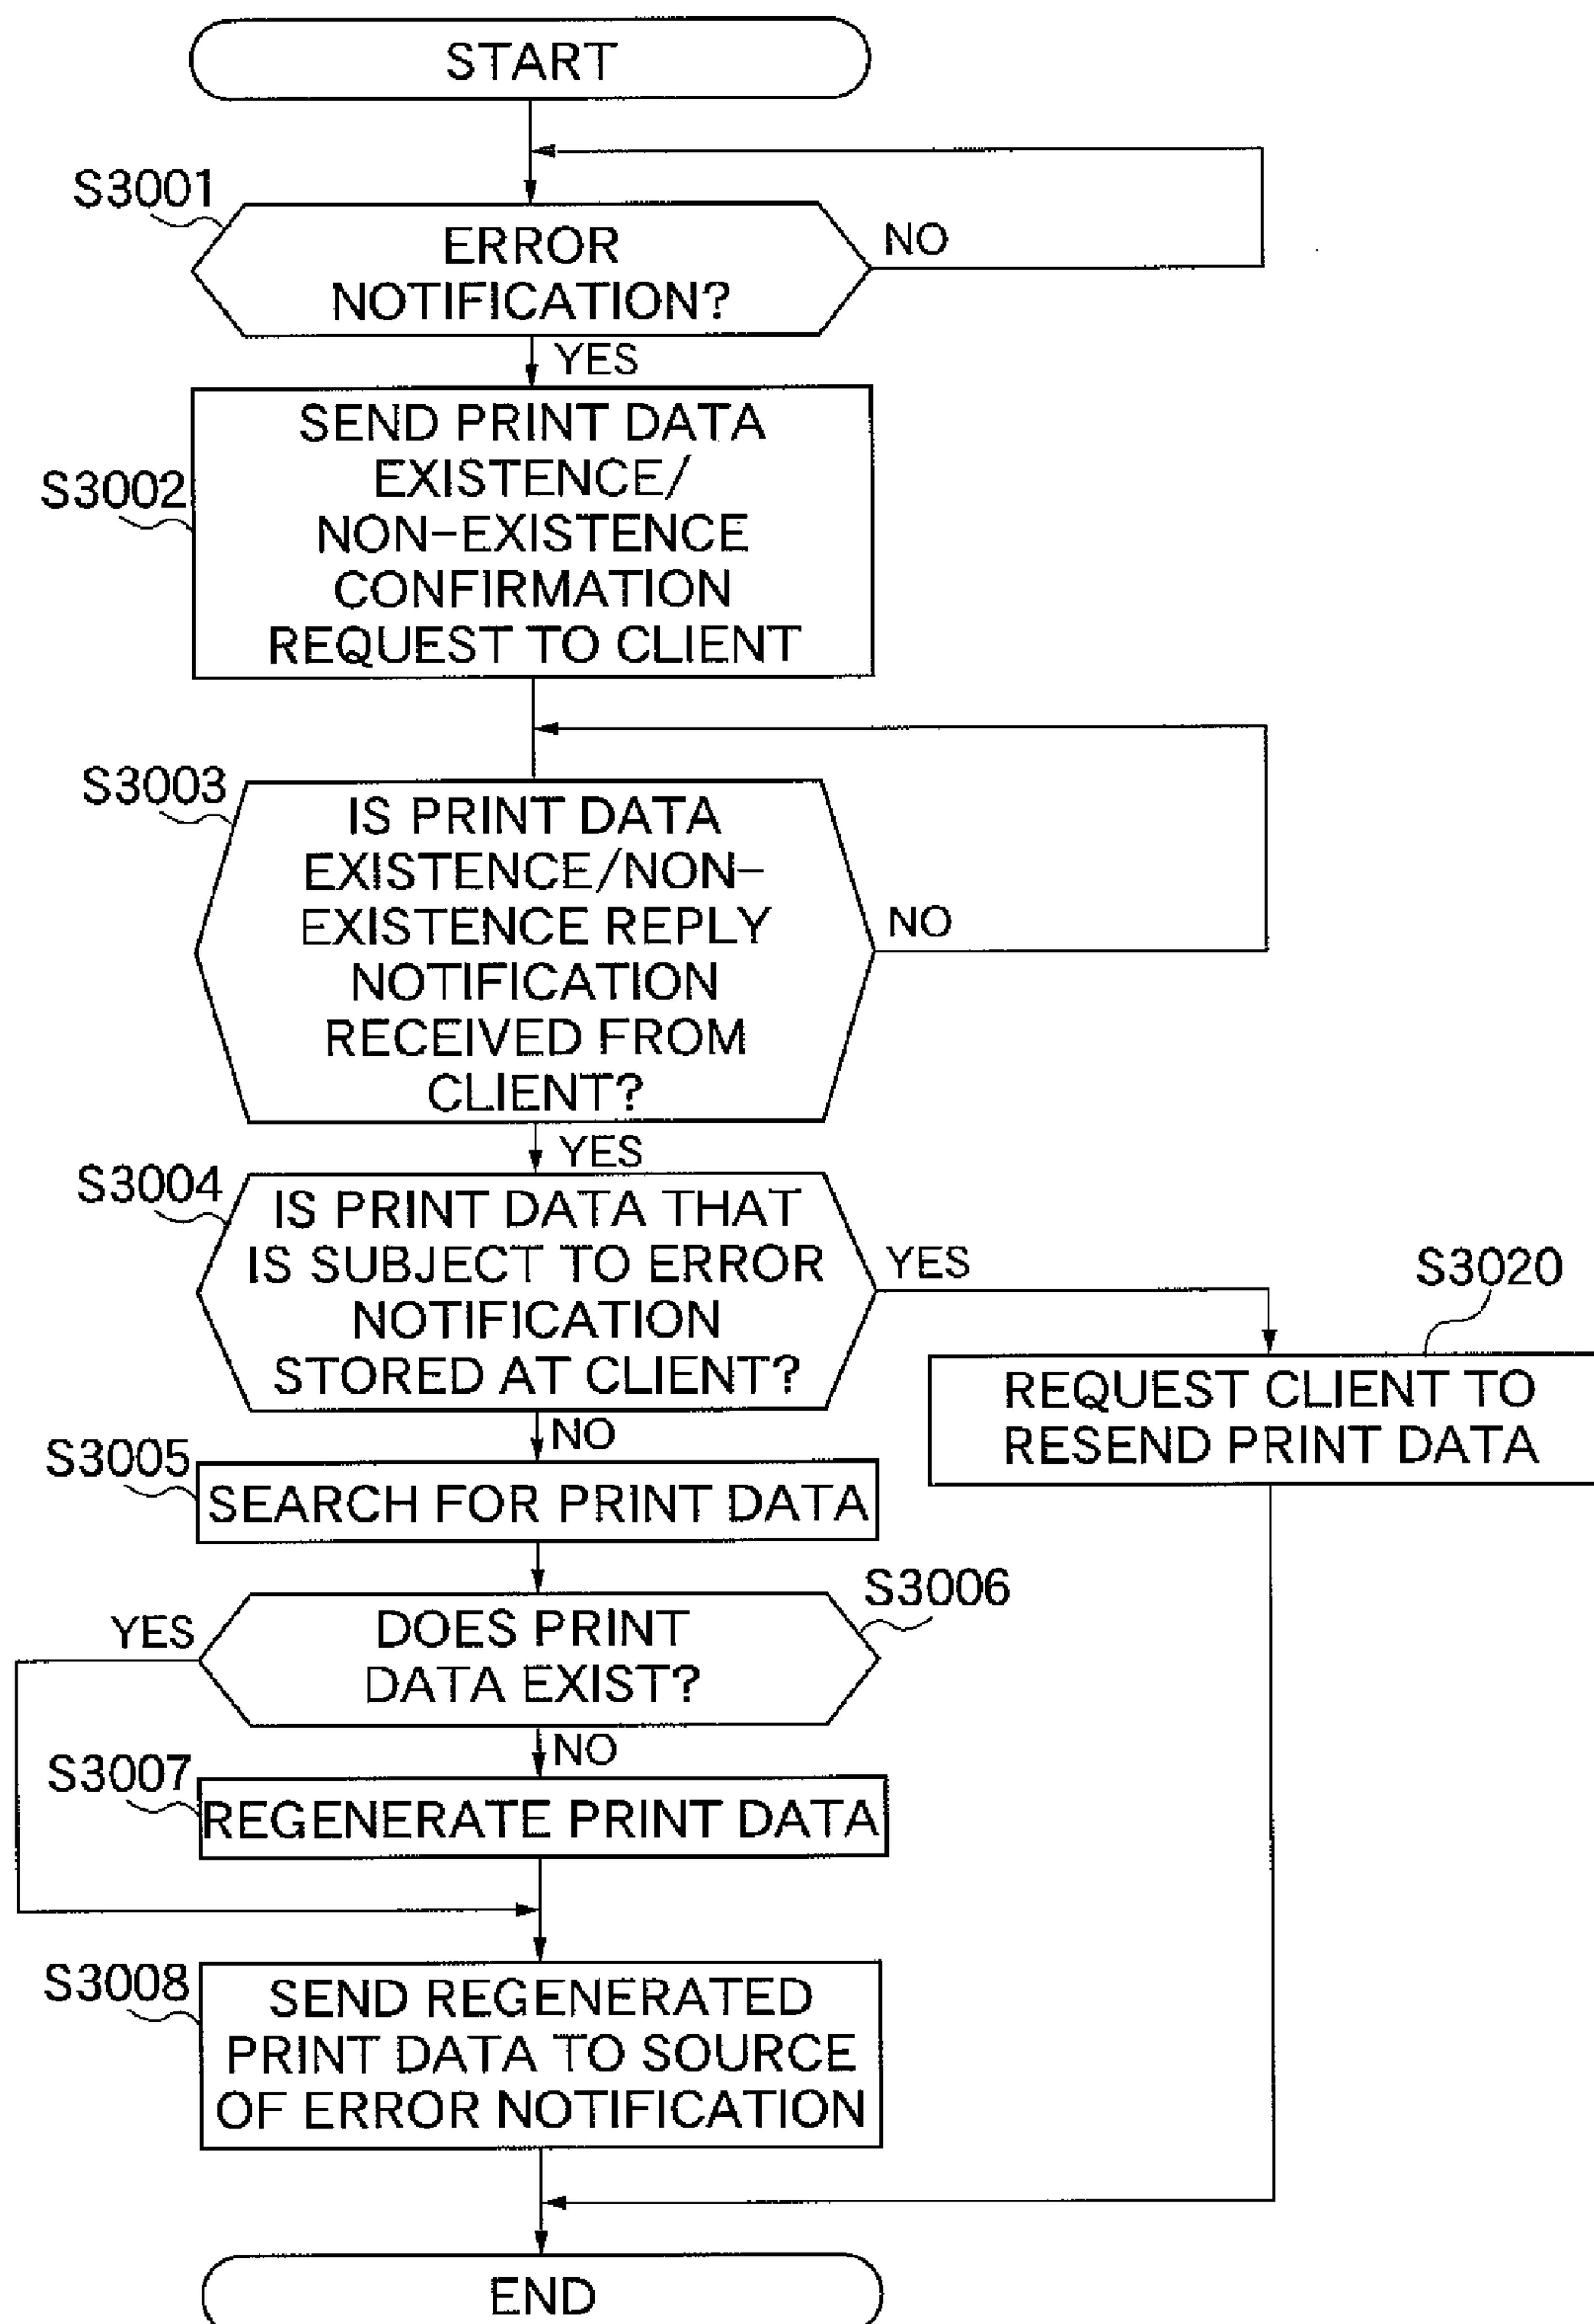 START
S3001
ERROR
NOTIFICATION?
NO
YES
S3002
SEND PRINT DATA
EXISTENCE/
NON-EXISTENCE
CONFIRMATION
REQUEST TO CLIENT
S3003
IS PRINT DATA
EXISTENCE/NON-
EXISTENCE REPLY
NOTIFICATION
RECEIVED FROM
CLIENT?
NO
YES
S3004
IS PRINT DATA THAT
IS SUBJECT TO ERROR
NOTIFICATION
STORED AT CLIENT?
YES
S3020
REQUEST CLIENT TO
RESEND PRINT DATA
NO
S3005
SEARCH FOR PRINT DATA
S3006
DOES PRINT
DATA EXIST?
YES
NO
S3007
REGENERATE PRINT DATA
S3008
SEND REGENERATED
PRINT DATA TO SOURCE
OF ERROR NOTIFICATION
END